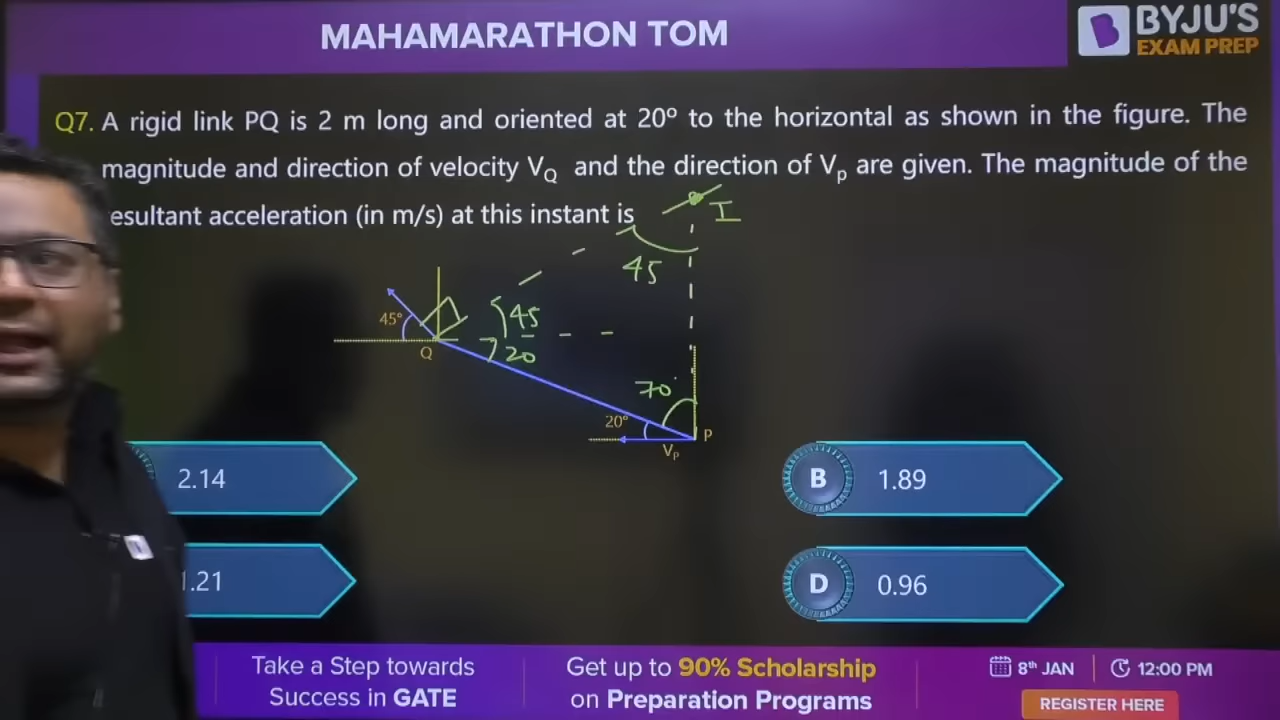 MAHAMARATHON TOM
BYJU'S
EXAM PREP
Q7. A rigid link PQ is 2 m long and oriented at 20º to the horizontal as shown in the figure. The
magnitude and direction of velocity VQ and the direction of Vp are given. The magnitude of the
esultant acceleration (in m/s) at this instant is
I
45
45°
45
Q
20
70°
20°
P
VP
2.14
B 1.89
1.21
D 0.96
Take a Step towards
Success in GATE
Get up to 90% Scholarship
on Preparation Programs
8th JAN
12:00 PM
REGISTER HERE